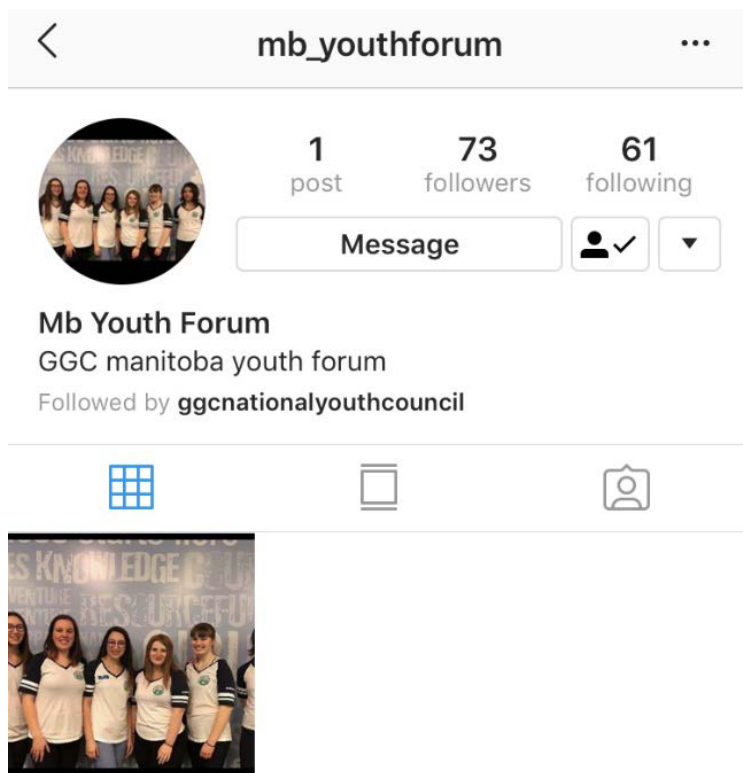 mb_youthforum
1
post
73
followers
61
following
Message
Mb Youth Forum
GGC manitoba youth forum
Followed by ggcnationalyouthcouncil
KNOWLEDGE
RESOURCEFUL